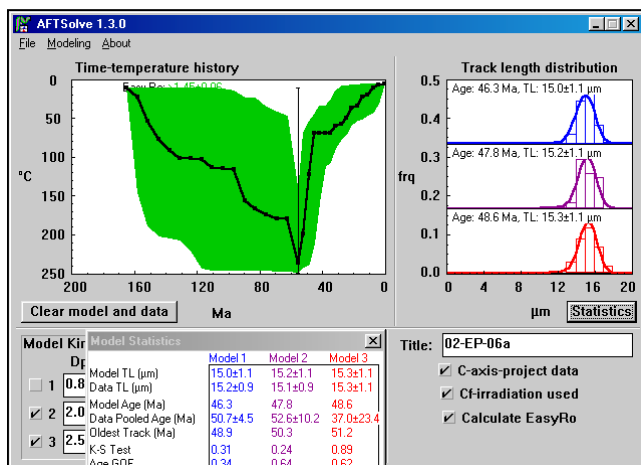 AFTSolve 1.3.0
File Modeling About
Time-temperature history
Track length distribution
0
50
100
150
200
250
°C
200 160 120 80 40 0
Ma
Clear model and data
0.5
0.4
0.3
0.2
0.1
0.0
frq
Age: 46.3 Ma, TL: 15.0±1.1 µm
Age: 47.8 Ma, TL: 15.2±1.1 µm
Age: 48.6 Ma, TL: 15.3±1.1 µm
0 4 8 12 16 20
µm
Statistics
Model Kin
Dp
1 0.8
2 2.0
3 2.5
Model Statistics
Model 1 Model 2 Model 3
Model TL (µm) 15.0±1.1 15.2±1.1 15.3±1.1
Data TL (µm) 15.2±0.9 15.1±0.9 15.3±1.1
Model Age (Ma) 46.3 47.8 48.6
Data Pooled Age (Ma) 50.7±4.5 52.6±10.2 37.0±23.4
Oldest Track (Ma) 48.9 50.3 51.2
K-S Test 0.31 0.24 0.89
Age GOF 0.34 0.64 0.62
Title: 02-EP-06a
C-axis-project data
Cf-irradiation used
Calculate EasyRo